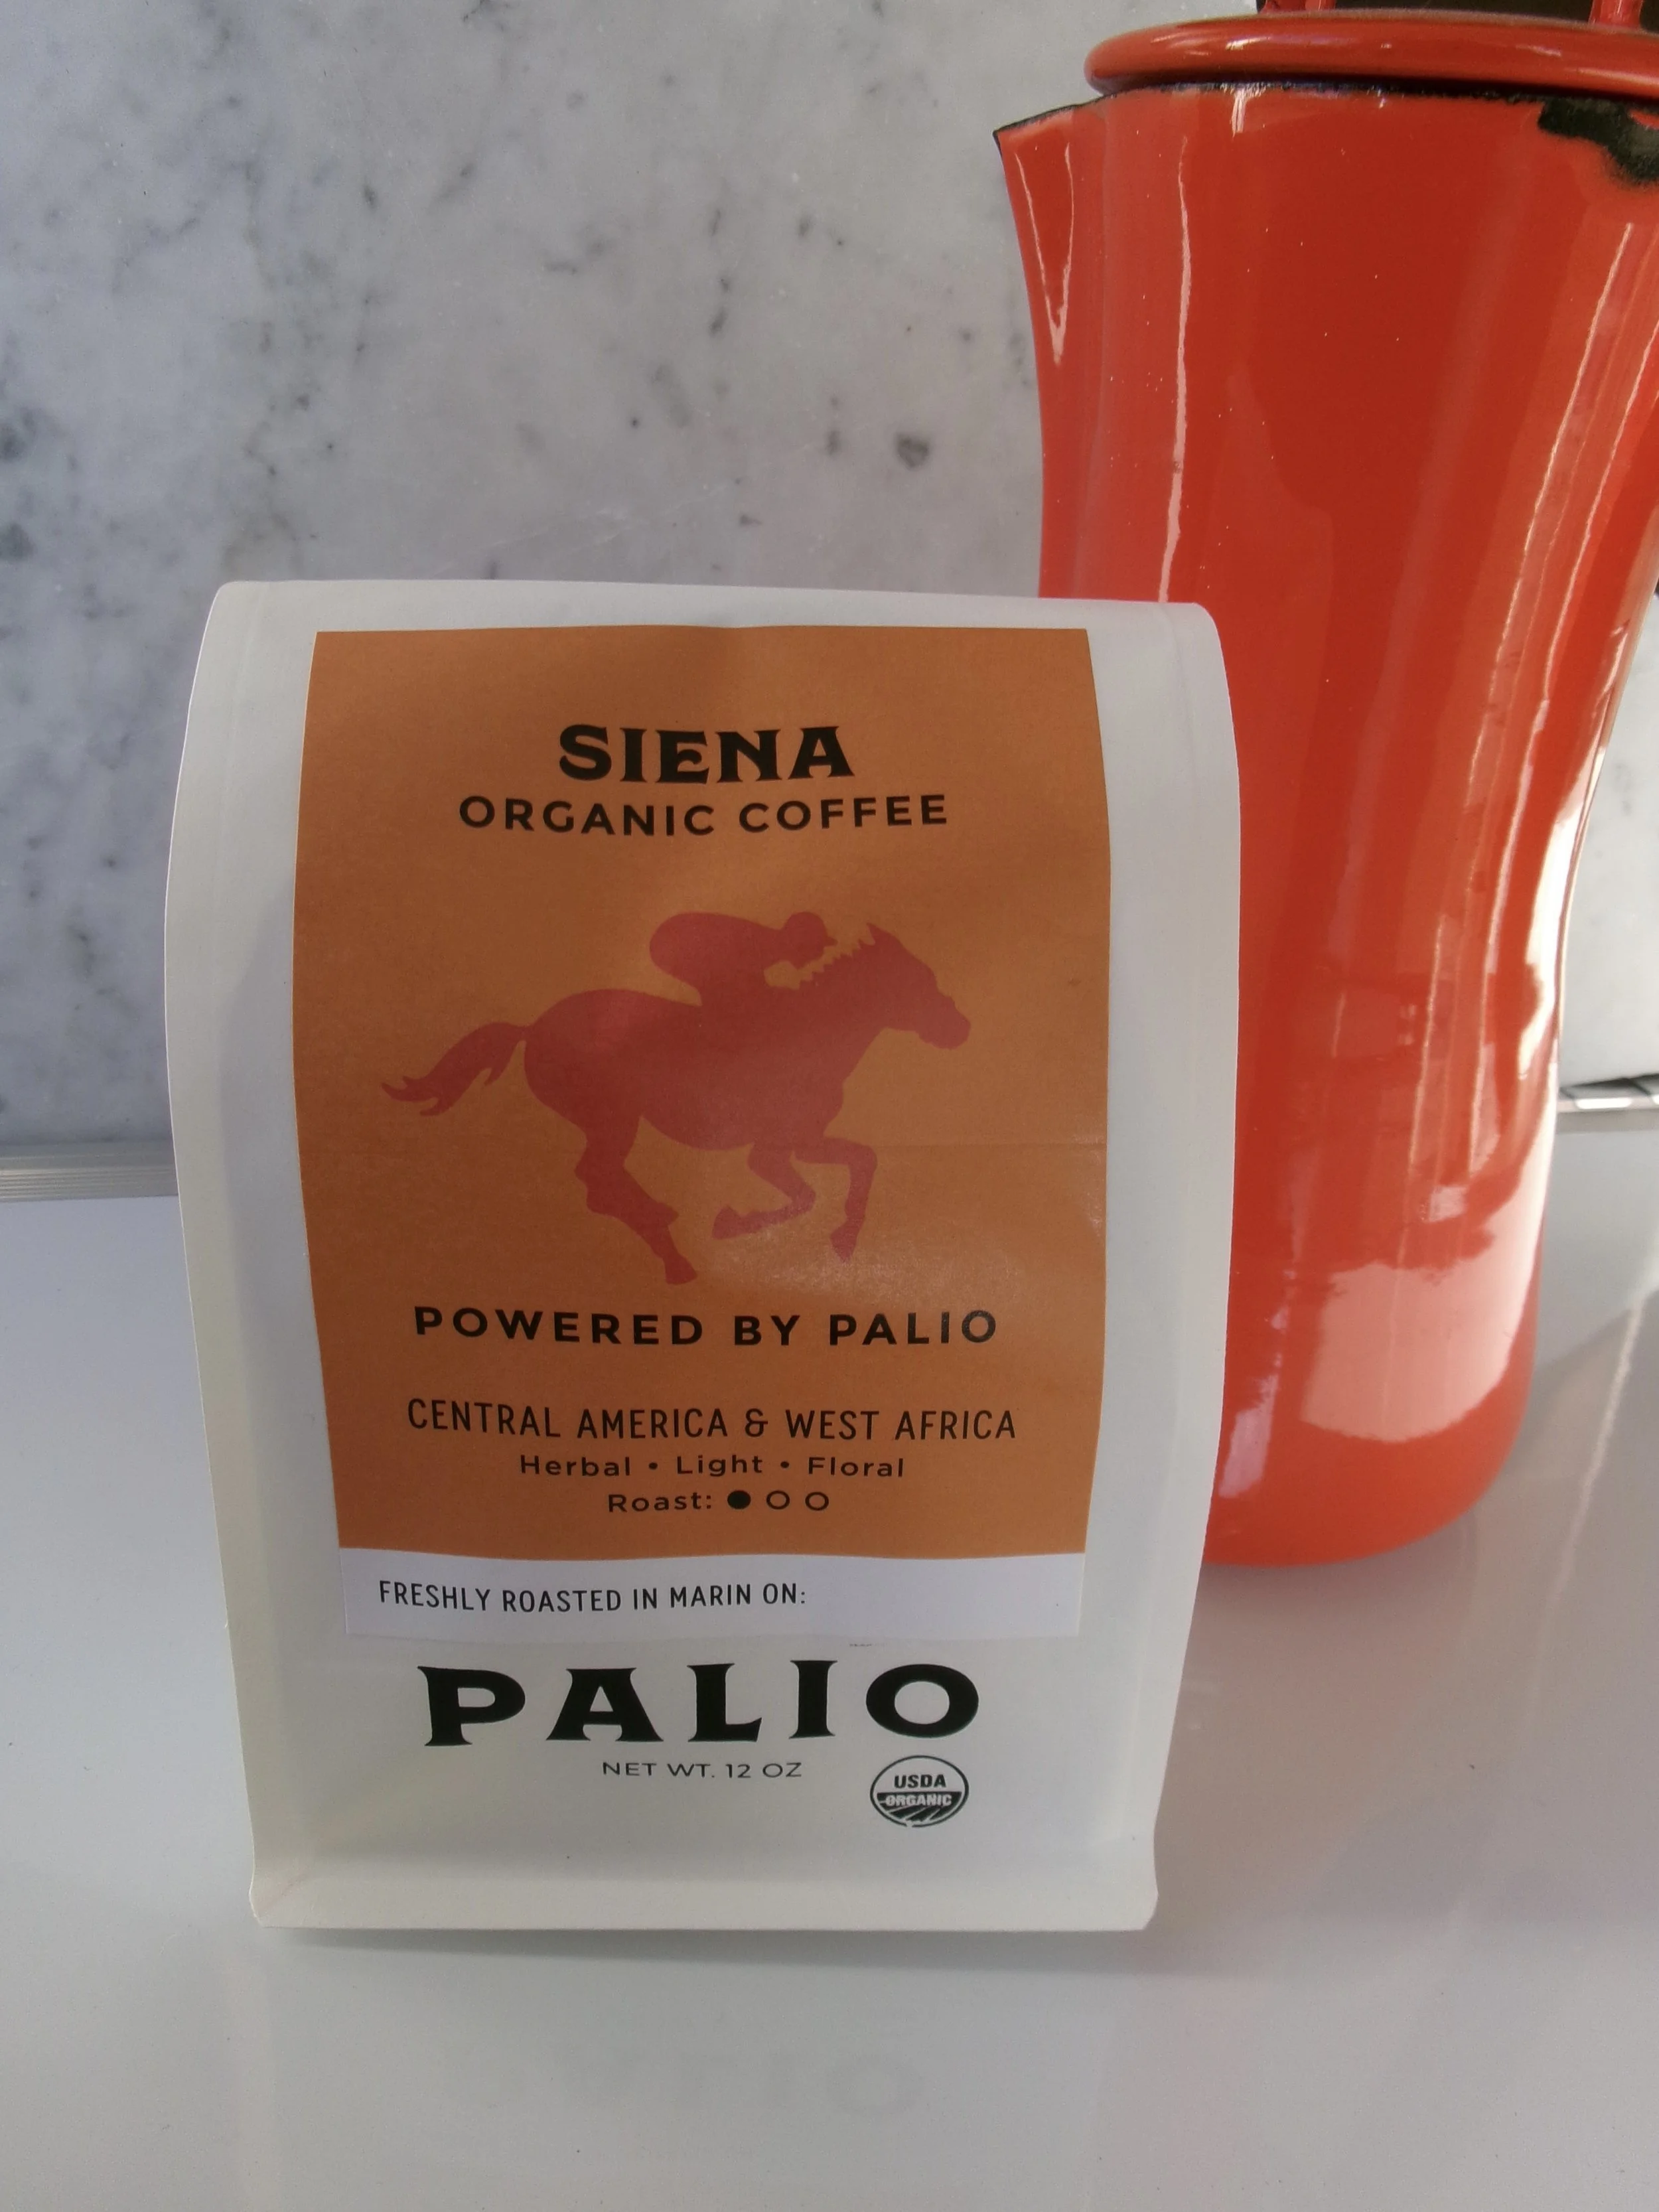 SIENA
ORGANIC COFFEE
POWERED BY PALIO
CENTRAL AMERICA & WEST AFRICA
Herbal • Light • Floral
Roast: ● O O
FRESHLY ROASTED IN MARIN ON:
PALIO
NET WT. 12 OZ
USDA
ORGANIC